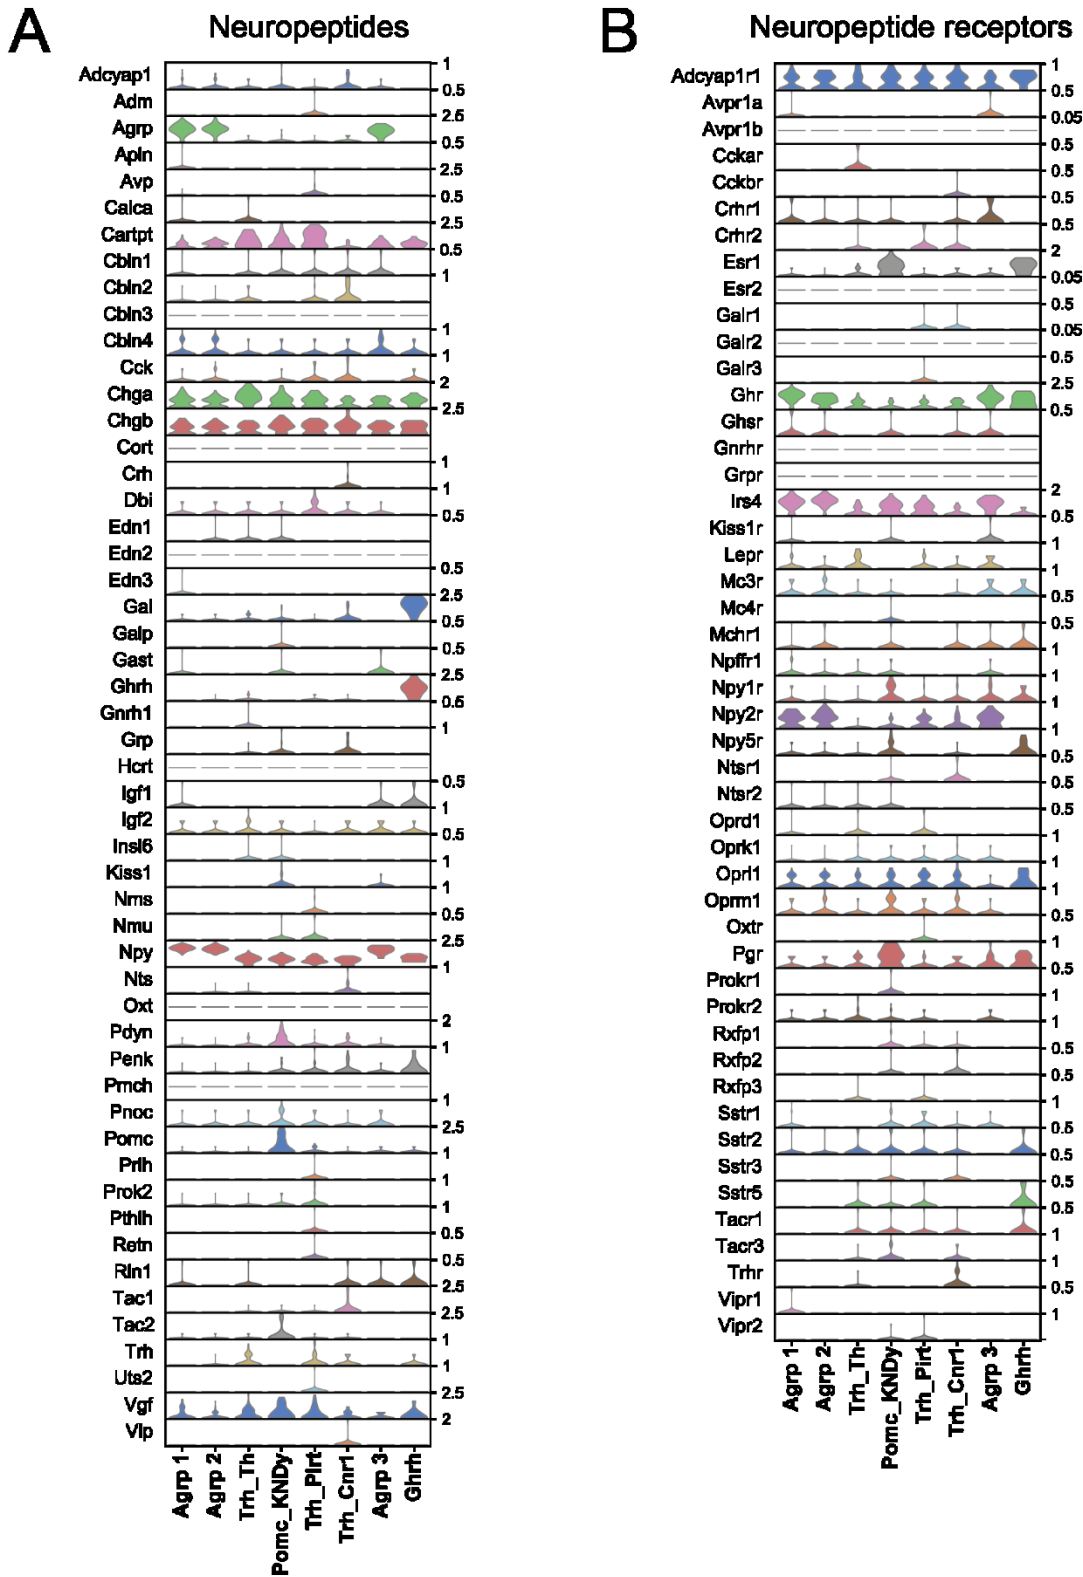 A
Neuropeptides
Adcyap1
Adm
Agrp
Apln
Avp
Calca
Cartpt
Cbln1
Cbln2
Cbln3
Cbln4
Cck
Chga
Chgb
Cort
Crh
Dbi
Edn1
Edn2
Edn3
Gal
Galp
Gast
Ghrh
Gnrh1
Grp
Hcrt
Igf1
Igf2
Insl6
Kiss1
Nms
Nmu
Npy
Nts
Oxt
Pdyn
Penk
Pmch
Pnoc
Pomc
Prlh
Prok2
Pthlh
Retn
Rln1
Tac1
Tac2
Trh
Uts2
Vgf
Vip
1
0.5
2.5
0.5
2.5
0.5
2.5
0.5
1
1
1
2
2.5
1
1
0.5
0.5
2.5
0.5
0.5
2.5
0.5
1
0.5
1
0.5
1
1
0.5
2.5
1
2
1
1
2.5
1
1
1
0.5
0.5
2.5
2.5
1
1
2.5
2
Agrp 1
Agrp 2
Trh_Th
Pomc_KNDy
Trh_Pirt
Trh_Cnr1
Agrp 3
Ghrh
B
Neuropeptide receptors
Adcyap1r1
Avpr1a
Avpr1b
Cckar
Cckbr
Crhr1
Crhr2
Esr1
Esr2
Galr1
Galr2
Galr3
Ghr
Ghsr
Gnrhr
Grpr
Irs4
Kiss1r
Lepr
Mc3r
Mc4r
Mchr1
Npffr1
Npy1r
Npy2r
Npy5r
Ntsr1
Ntsr2
Oprd1
Oprk1
Oprl1
Oprm1
Oxtr
Pgr
Prokr1
Prokr2
Rxfp1
Rxfp2
Rxfp3
Sstr1
Sstr2
Sstr3
Sstr5
Tacr1
Tacr3
Trhr
Vipr1
Vipr2
1
0.5
0.05
0.5
0.5
0.5
0.5
2
0.05
0.5
0.05
0.5
2.5
0.5
2
0.5
1
1
1
0.5
1
1
1
1
0.5
0.5
0.5
1
1
1
0.5
1
0.5
1
1
0.5
0.5
1
0.5
0.5
0.5
0.5
1
1
0.5
1
Agrp 1
Agrp 2
Trh_Th
Pomc_KNDy
Trh_Pirt
Trh_Cnr1
Agrp 3
Ghrh